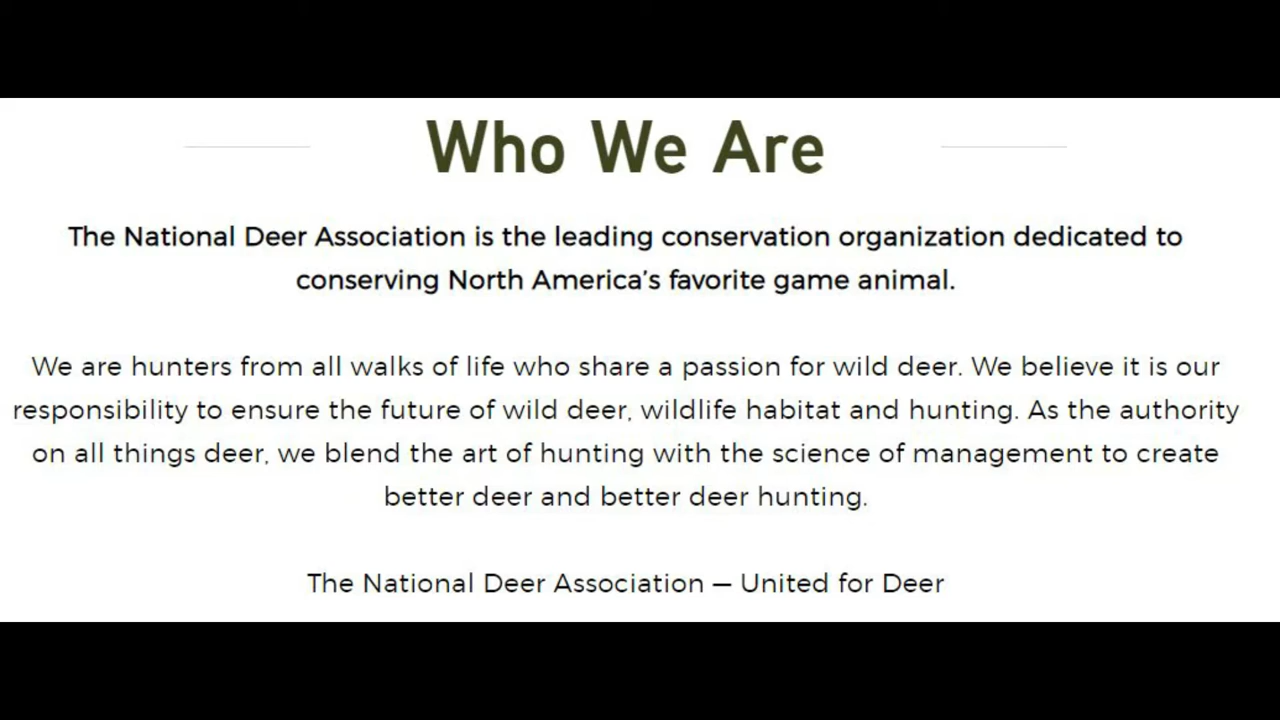 Who We Are
The National Deer Association is the leading conservation organization dedicated to
conserving North America's favorite game animal.
We are hunters from all walks of life who share a passion for wild deer. We believe it is our
responsibility to ensure the future of wild deer, wildlife habitat and hunting. As the authority
on all things deer, we blend the art of hunting with the science of management to create
better deer and better deer hunting.
The National Deer Association — United for Deer